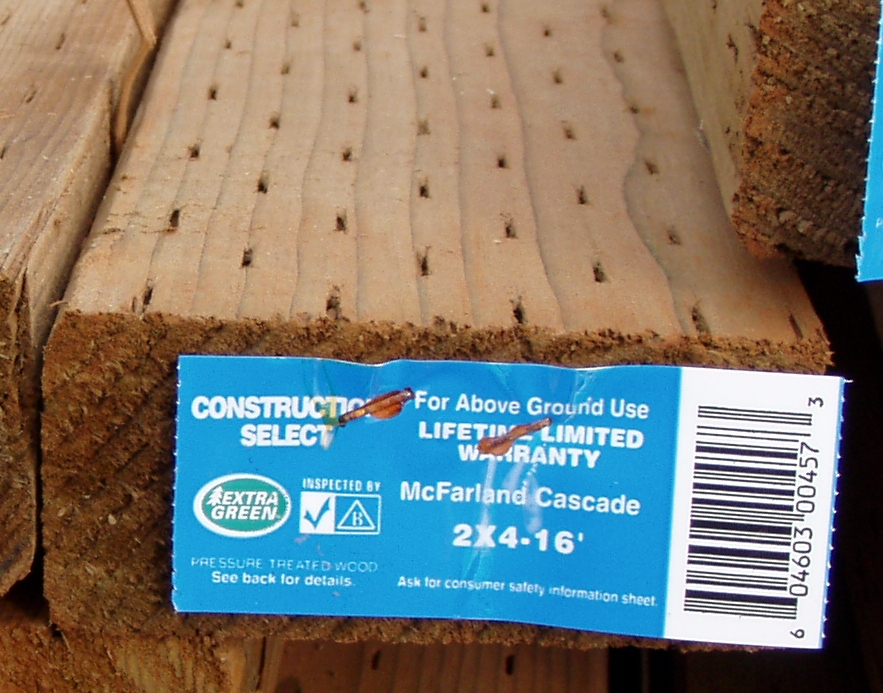 CONSTRUCTION
SELECT
For Above Ground Use
LIFETIME LIMITED
WARRANTY
McFarland Cascade
2X4-16'
EXTRA
GREEN
INSPECTED BY
B
PRESSURE TREATED WOOD
See back for details.
Ask for consumer safety information sheet.
6 04603 00457 3